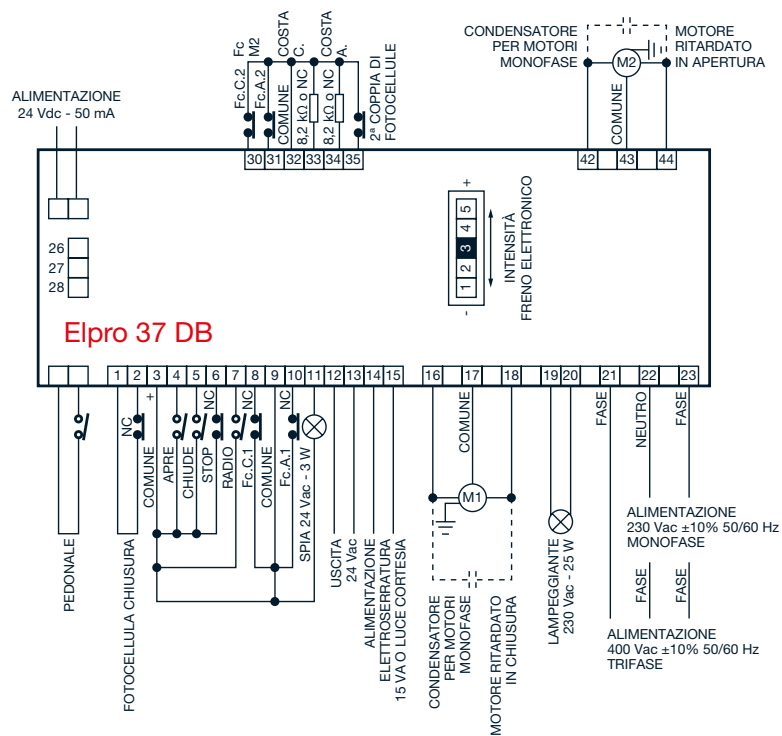 ALIMENTAZIONE
24 Vdc - 50 mA
Fc.C.2
Fc.A.2
Fc
M2
COMUNE
COSTA
C.
8,2 kΩ o NC
COSTA
A.
8,2 kΩ o NC
2ª COPPIA DI
FOTOCELLULE
30 31 32 33 34 35
CONDENSATORE
PER MOTORI
MONOFASE
M2
MOTORE
RITARDATO
IN APERTURA
COMUNE
42 43 44
26
27
28
+
5
4
3
2
1
-
INTENSITÀ
FRENO ELETTRONICO
Elpro 37 DB
1 2 3 4 5 6 7 8 9 10 11 12 13 14 15
16 17 18 19 20 21 22 23
PEDONALE
FOTOCELLULA CHIUSURA
NC
COMUNE
+
APRE
CHIUDE
STOP
NC
RADIO
Fc.C.1
NC
COMUNE
Fc.A.1
NC
SPIA 24 Vac - 3 W
USCITA
24 Vac
ALIMENTAZIONE
ELETTROSERRATURA
15 VA O LUCE CORTESIA
COMUNE
M1
CONDENSATORE
PER MOTORI
MONOFASE
MOTORE RITARDATO
IN CHIUSURA
LAMPEGGIANTE
230 Vac - 25 W
FASE
NEUTRO
FASE
ALIMENTAZIONE
230 Vac ±10% 50/60 Hz
MONOFASE
FASE
FASE
ALIMENTAZIONE
400 Vac ±10% 50/60 Hz
TRIFASE